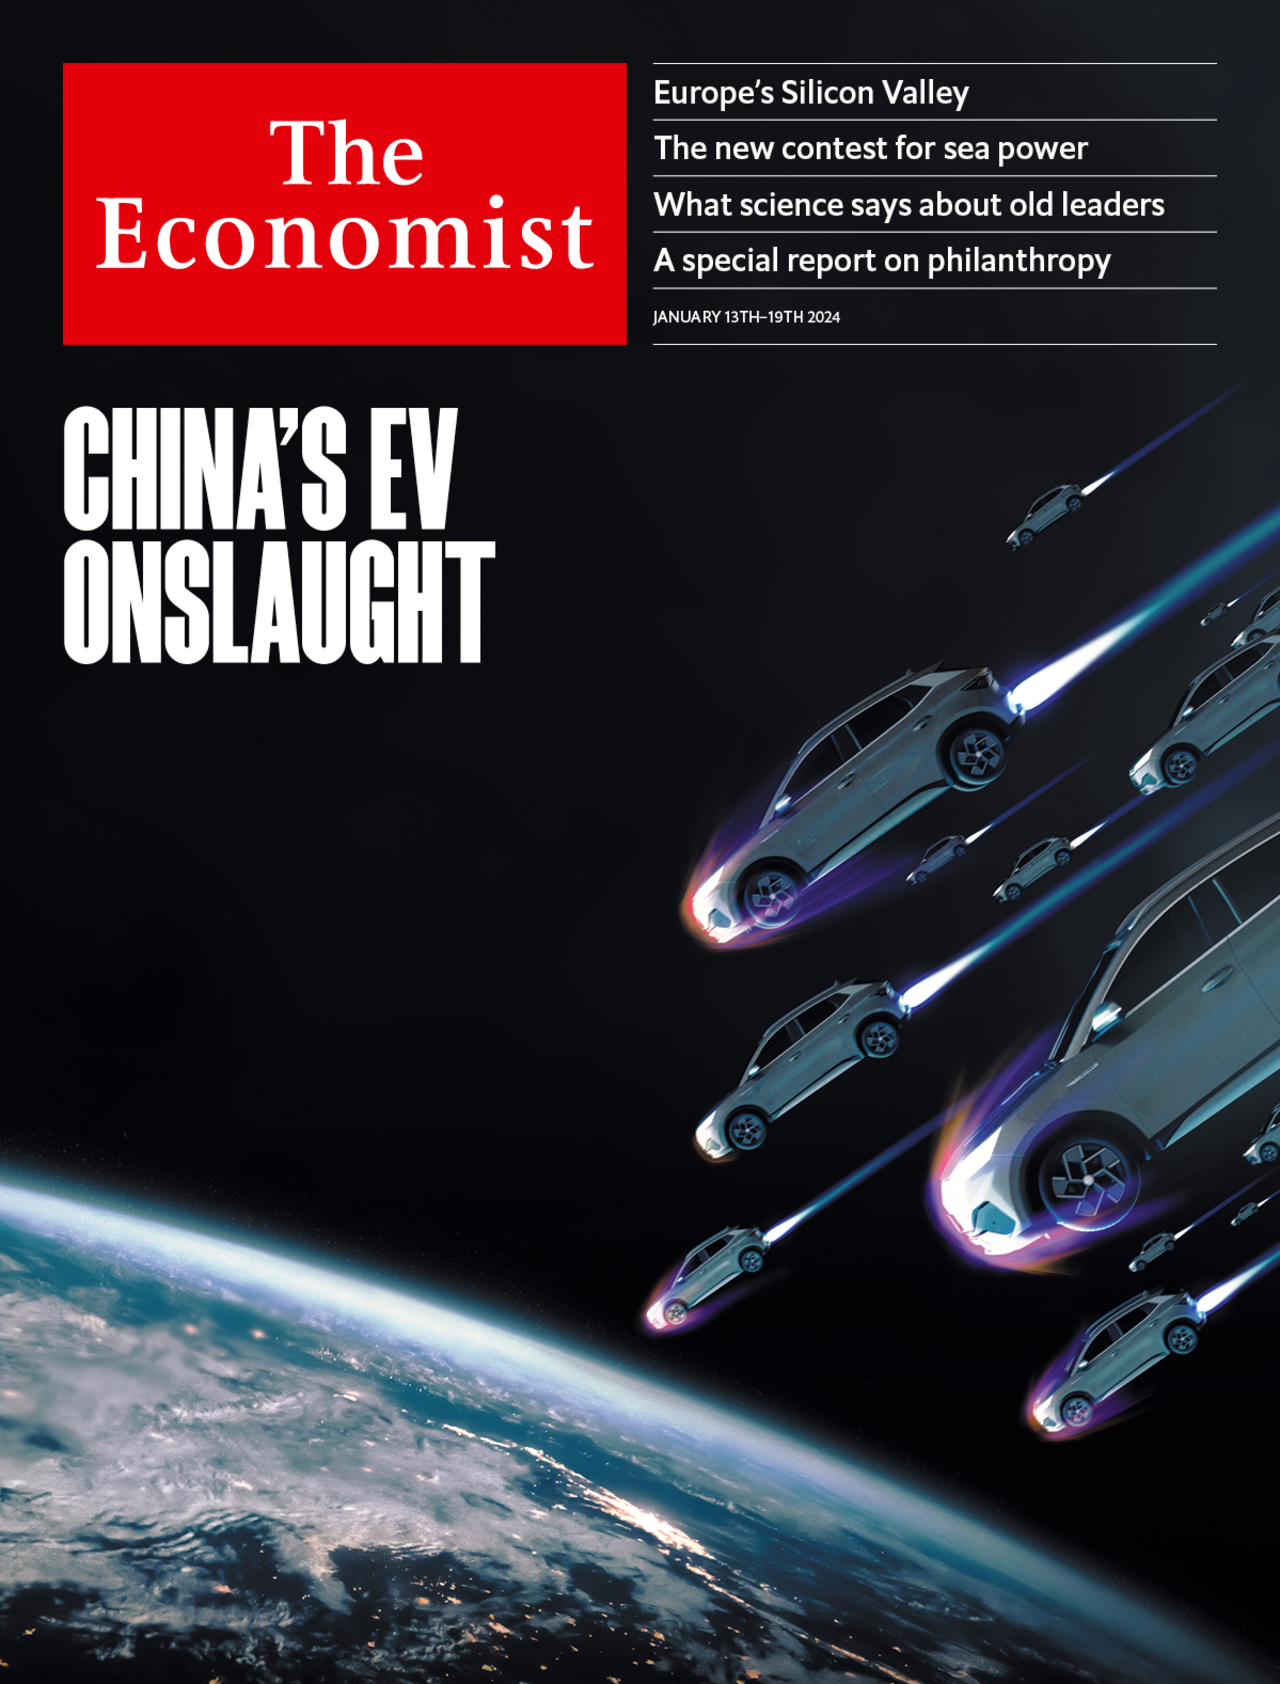 The
Economist
Europe’s Silicon Valley
The new contest for sea power
What science says about old leaders
A special report on philanthropy
JANUARY 13TH–19TH 2024
CHINA’S EV
ONSLAUGHT